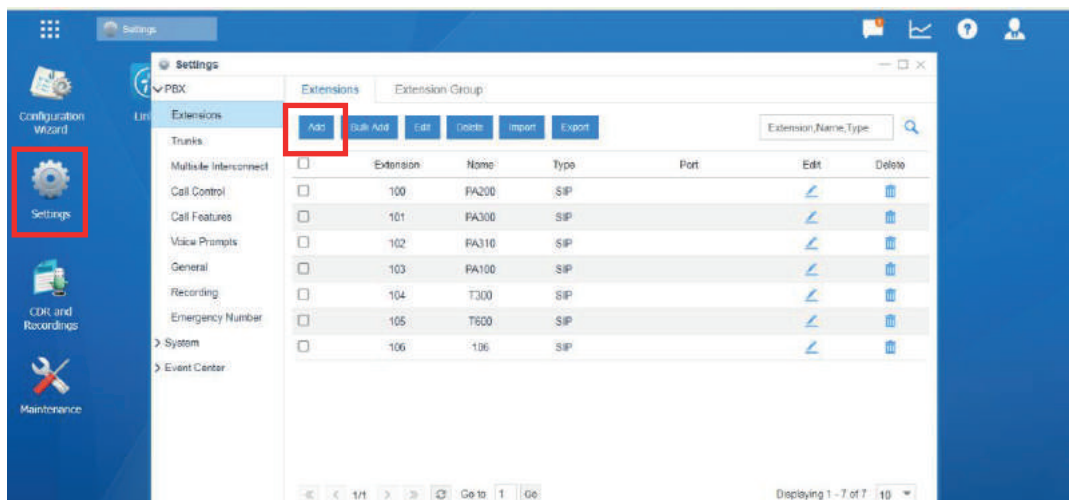 Settings
Settings
Configuration Wizard
Settings
CDR and Recordings
Maintenance
PBX
Extensions
Trunks
Multisite Interconnect
Call Control
Call Features
Voice Prompts
General
Recording
Emergency Number
System
Event Center
Extensions Extension Group
Add Bulk Add Edit Delete Import Export Extension,Name,Type
Extension Name Type Port Edit Delete
100 PA200 SIP
101 PA300 SIP
102 PA310 SIP
103 PA100 SIP
104 T300 SIP
105 T600 SIP
106 106 SIP
1/1 Go to 1 Go Displaying 1 - 7 of 7 10